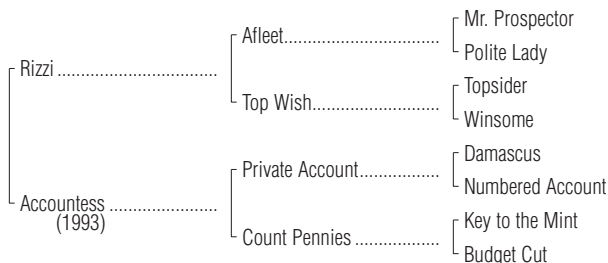 Mr. Prospector
Afleet................................
Polite Lady
Rizzi .................................
Topsider
Top Wish..........................
Winsome
Damascus
Private Account.................
Numbered Account
Accountess ......................
(1993)
Key to the Mint
Count Pennies .................
Budget Cut